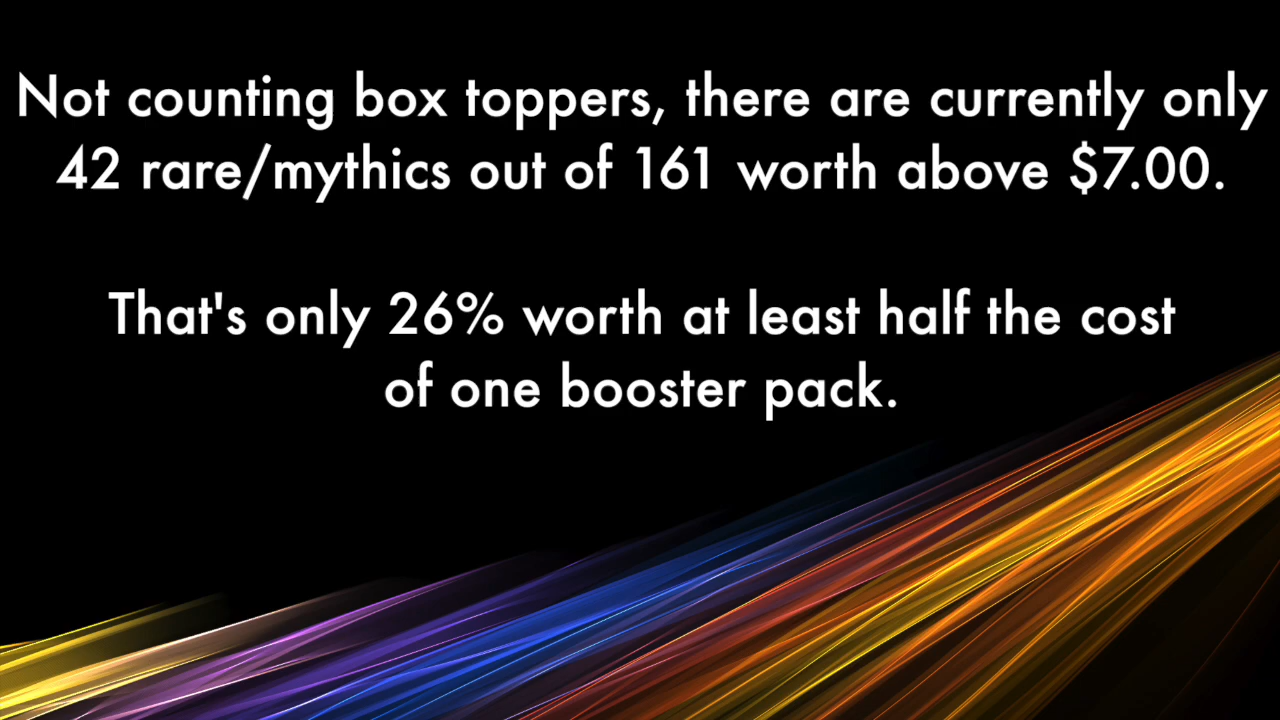 Not counting box toppers, there are currently only
42 rare/mythics out of 161 worth above $7.00.
That's only 26% worth at least half the cost
of one booster pack.